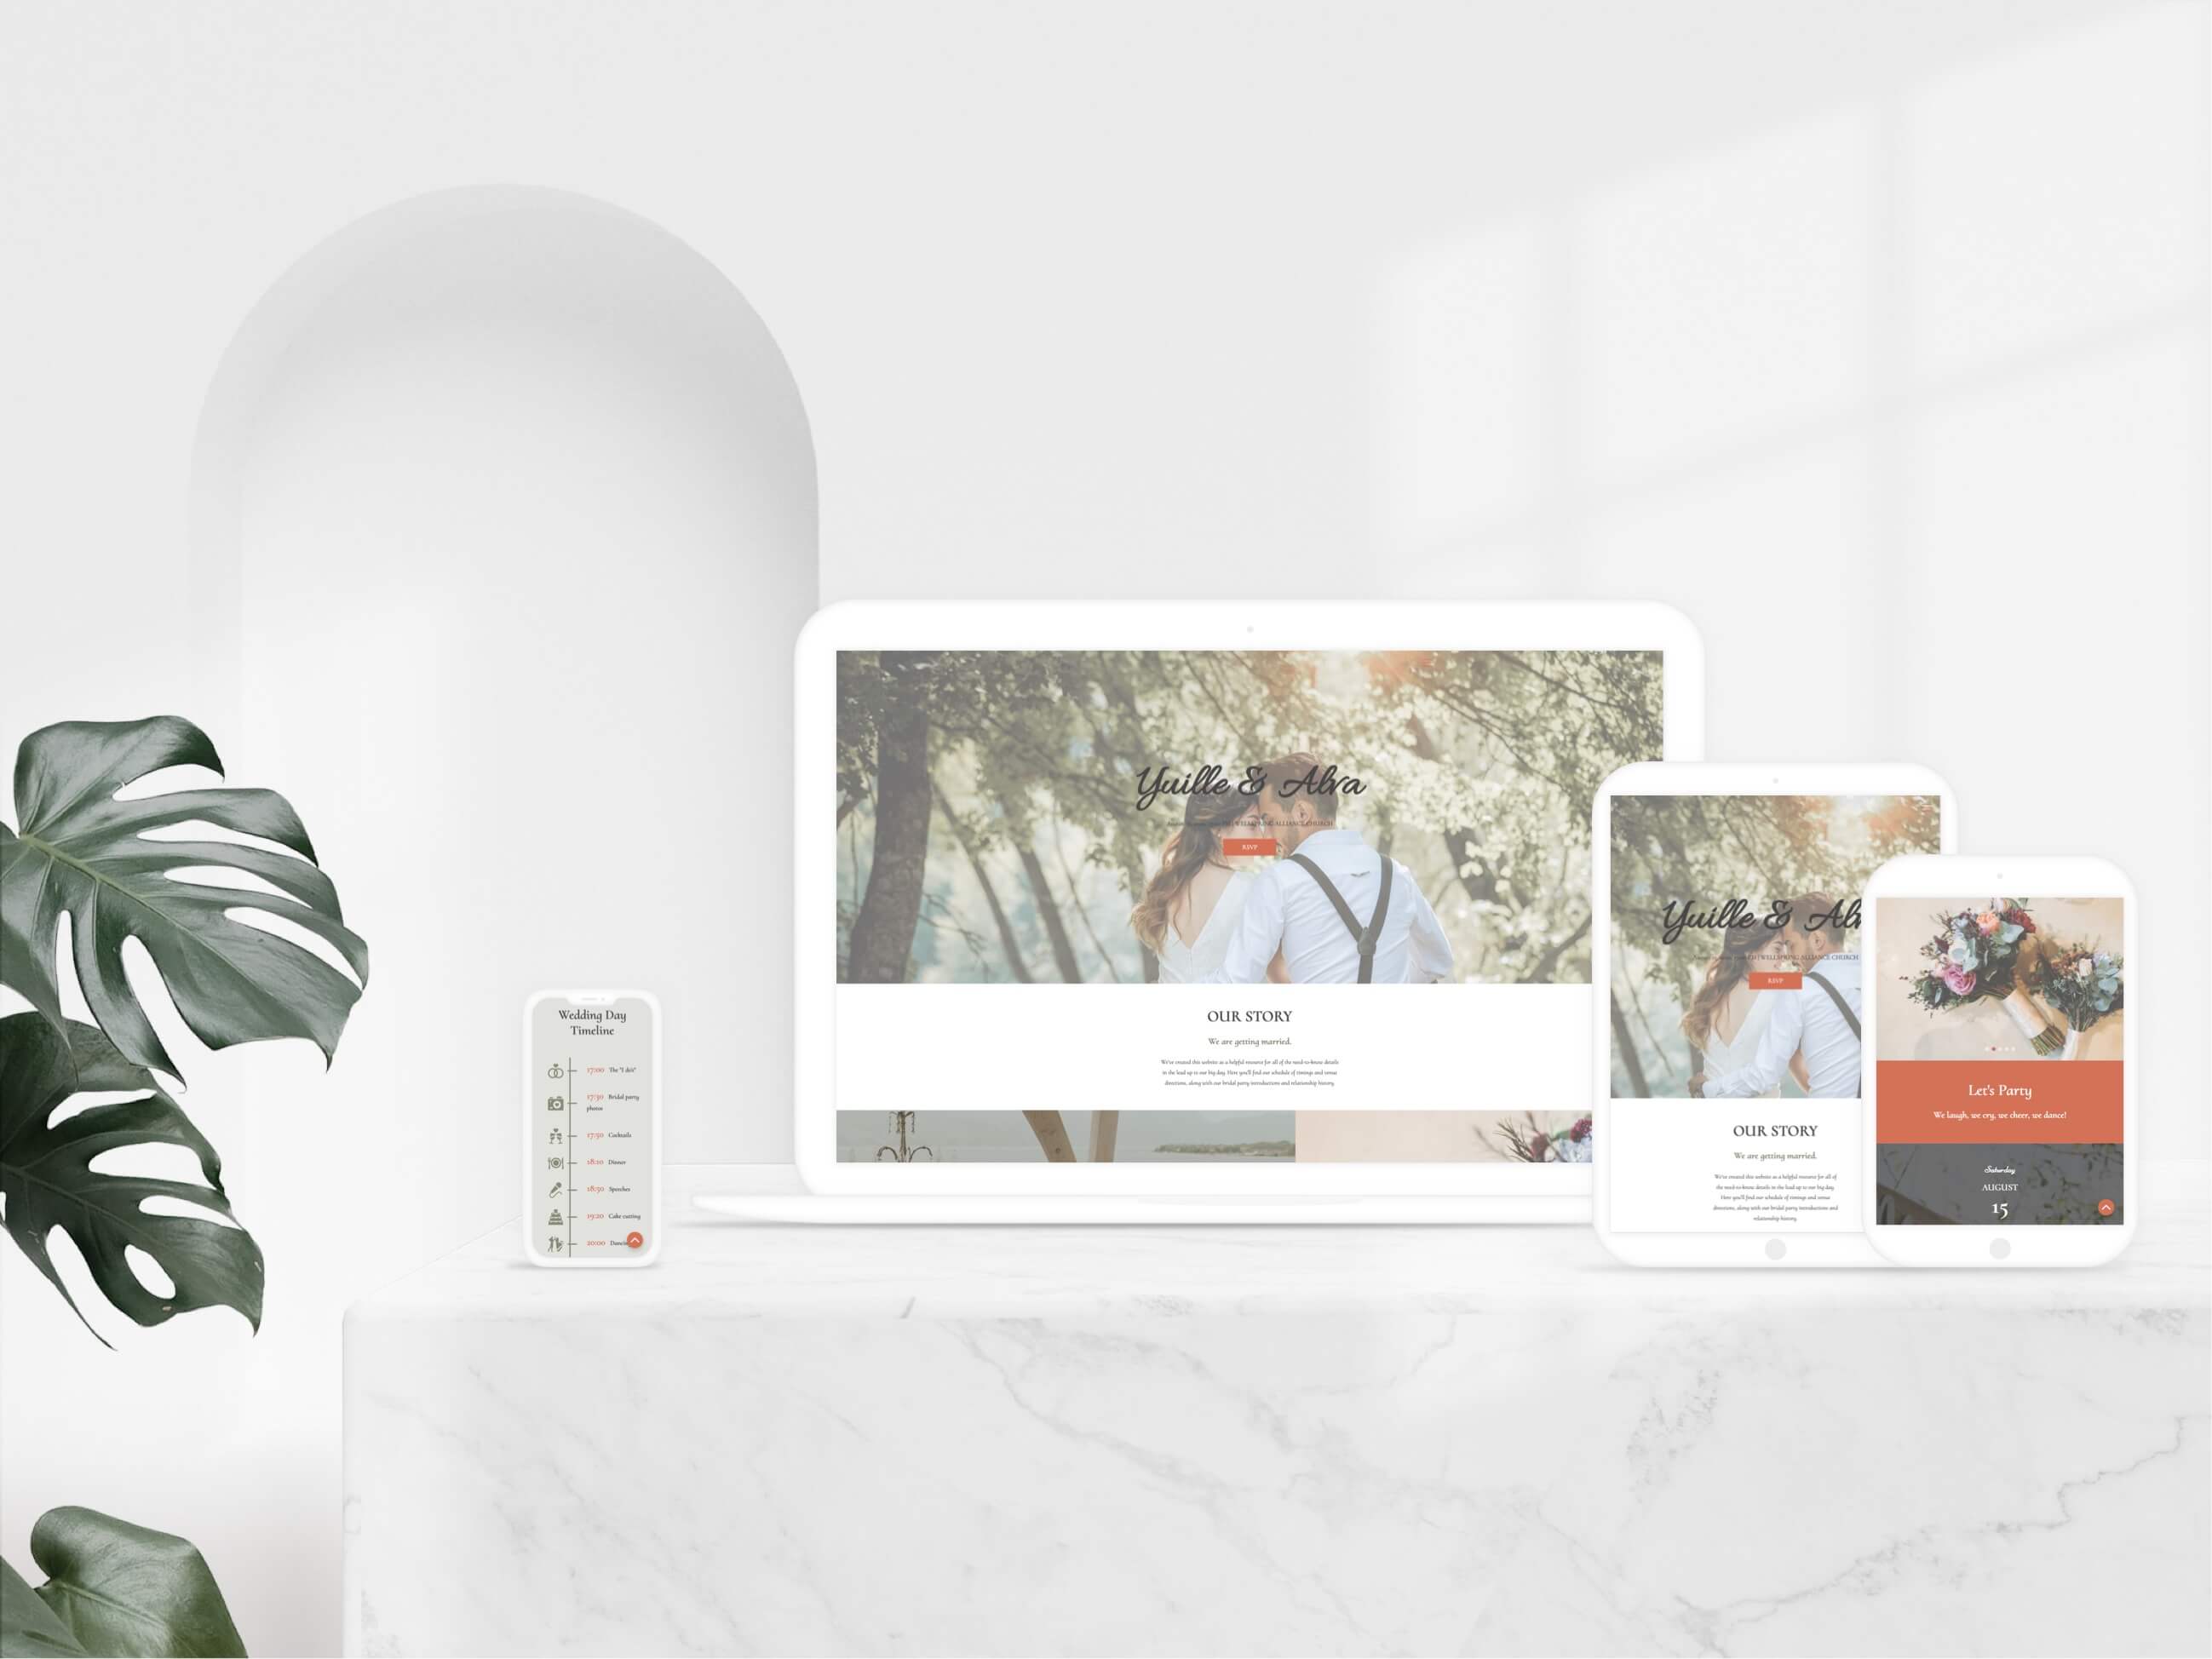 Wedding Day
Timeline
17:00 The "I do's"
17:30 Bridal party
photos
17:50 Cocktails
18:10 Dinner
18:50 Speeches
19:20 Cake cutting
20:00
Yuille & Alva
WELLSPRING ALLIANCE CHURCH
RSVP
OUR STORY
We are getting married.
We've created this website as a helpful resource for all of the need-to-know details
in the lead up to our big day. Here you'll find our schedule of timings and venue
directions, along with our bridal party introductions and relationship history.
Yuille & Al
WELLSPRING ALLIANCE CHURCH
RSVP
OUR STORY
We are getting married.
We've created this website as a helpful resource for all of
the need-to-know details in the lead up to our big day.
Here you'll find our schedule of timings and venue
directions, along with our bridal party introductions and
relationship history.
Let's Party
We laugh, we cry, we cheer, we dance!
Saturday
AUGUST
15